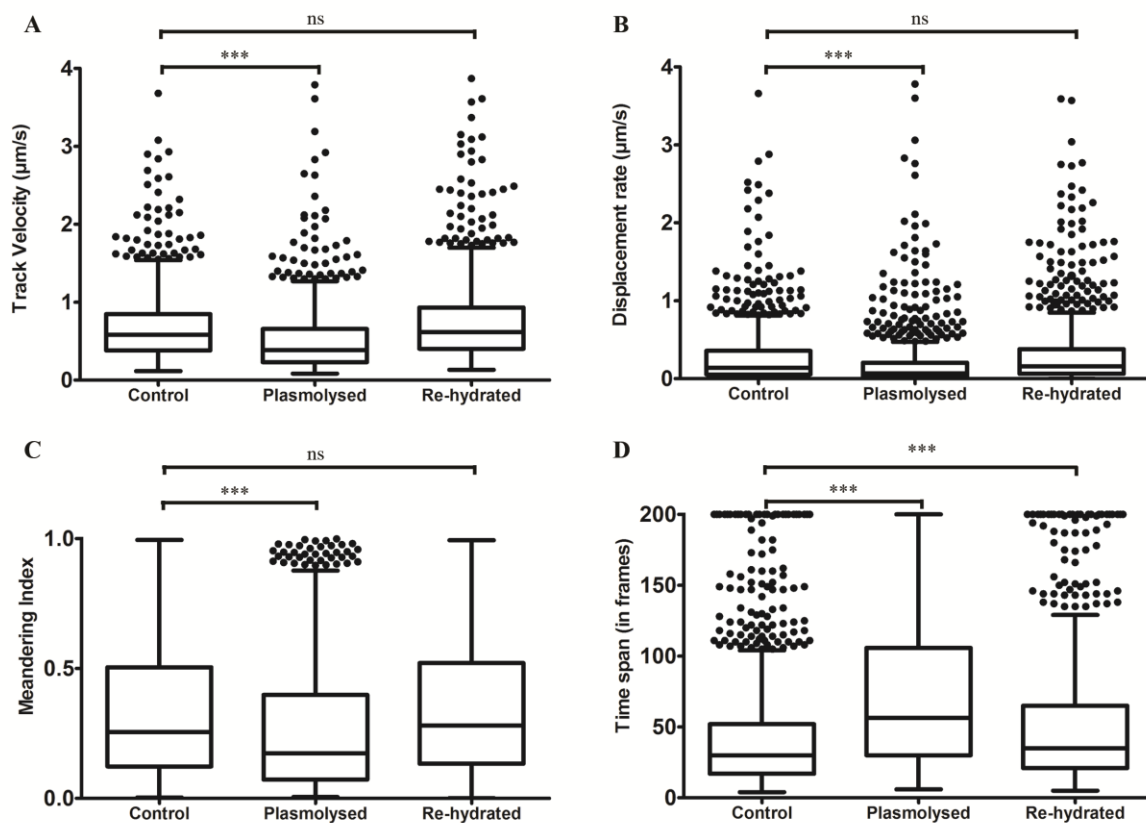 A
ns
***
Track Velocity (µm/s)
4
3
2
1
0
Control Plasmolysed Re-hydrated
B
ns
***
Displacement rate (µm/s)
4
3
2
1
0
Control Plasmolysed Re-hydrated
C
ns
***
Meandering Index
1.0
0.5
0.0
Control Plasmolysed Re-hydrated
D
***
***
Time span (in frames)
200
150
100
50
0
Control Plasmolysed Re-hydrated